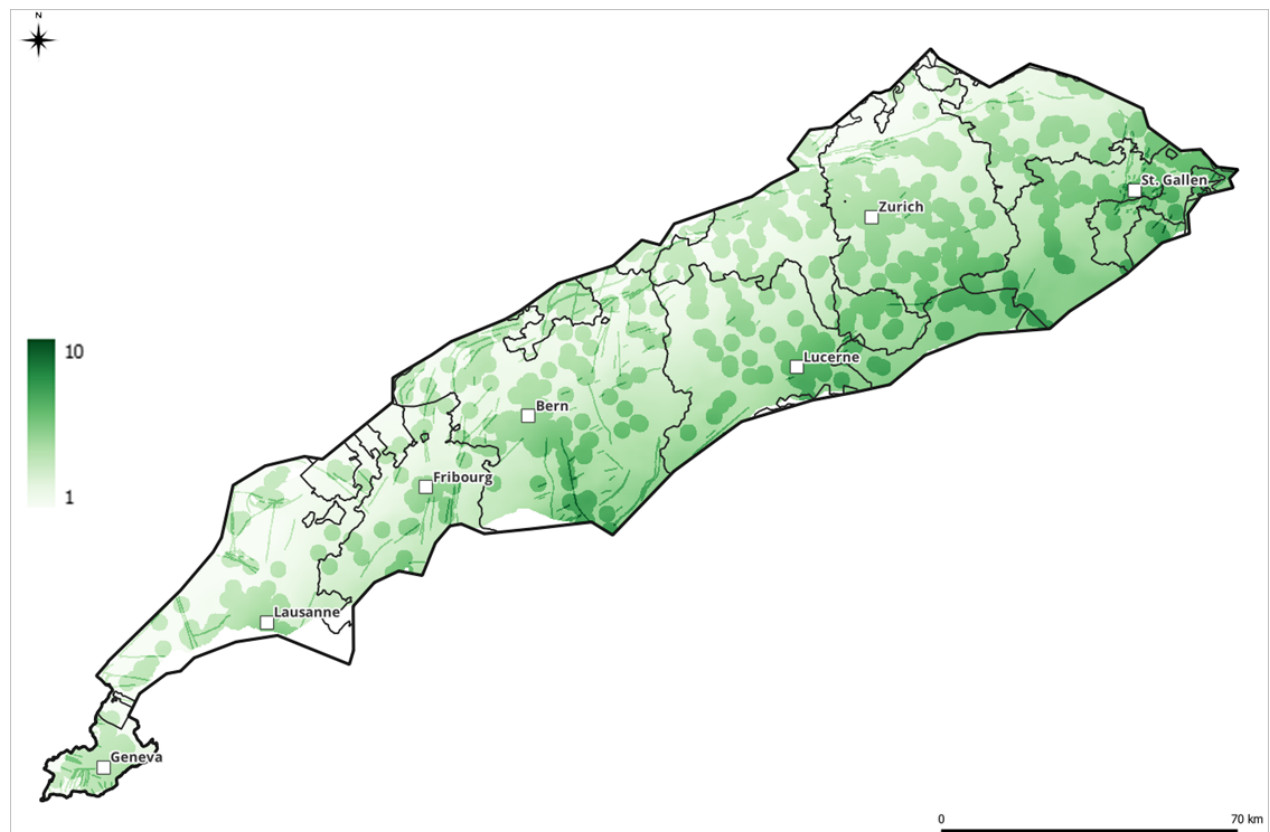 N
St. Gallen
Zurich
10
Lucerne
Bern
Fribourg
1
Lausanne
Geneva
0 70 km